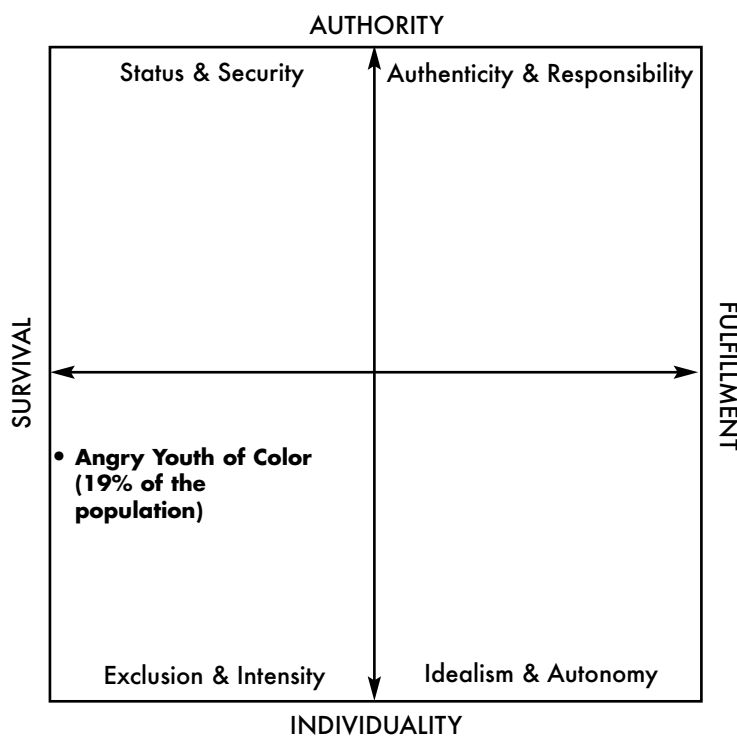 AUTHORITY
Status & Security
Authenticity & Responsibility
SURVIVAL
FULFILLMENT
• Angry Youth of Color
(19% of the
population)
Exclusion & Intensity
Idealism & Autonomy
INDIVIDUALITY